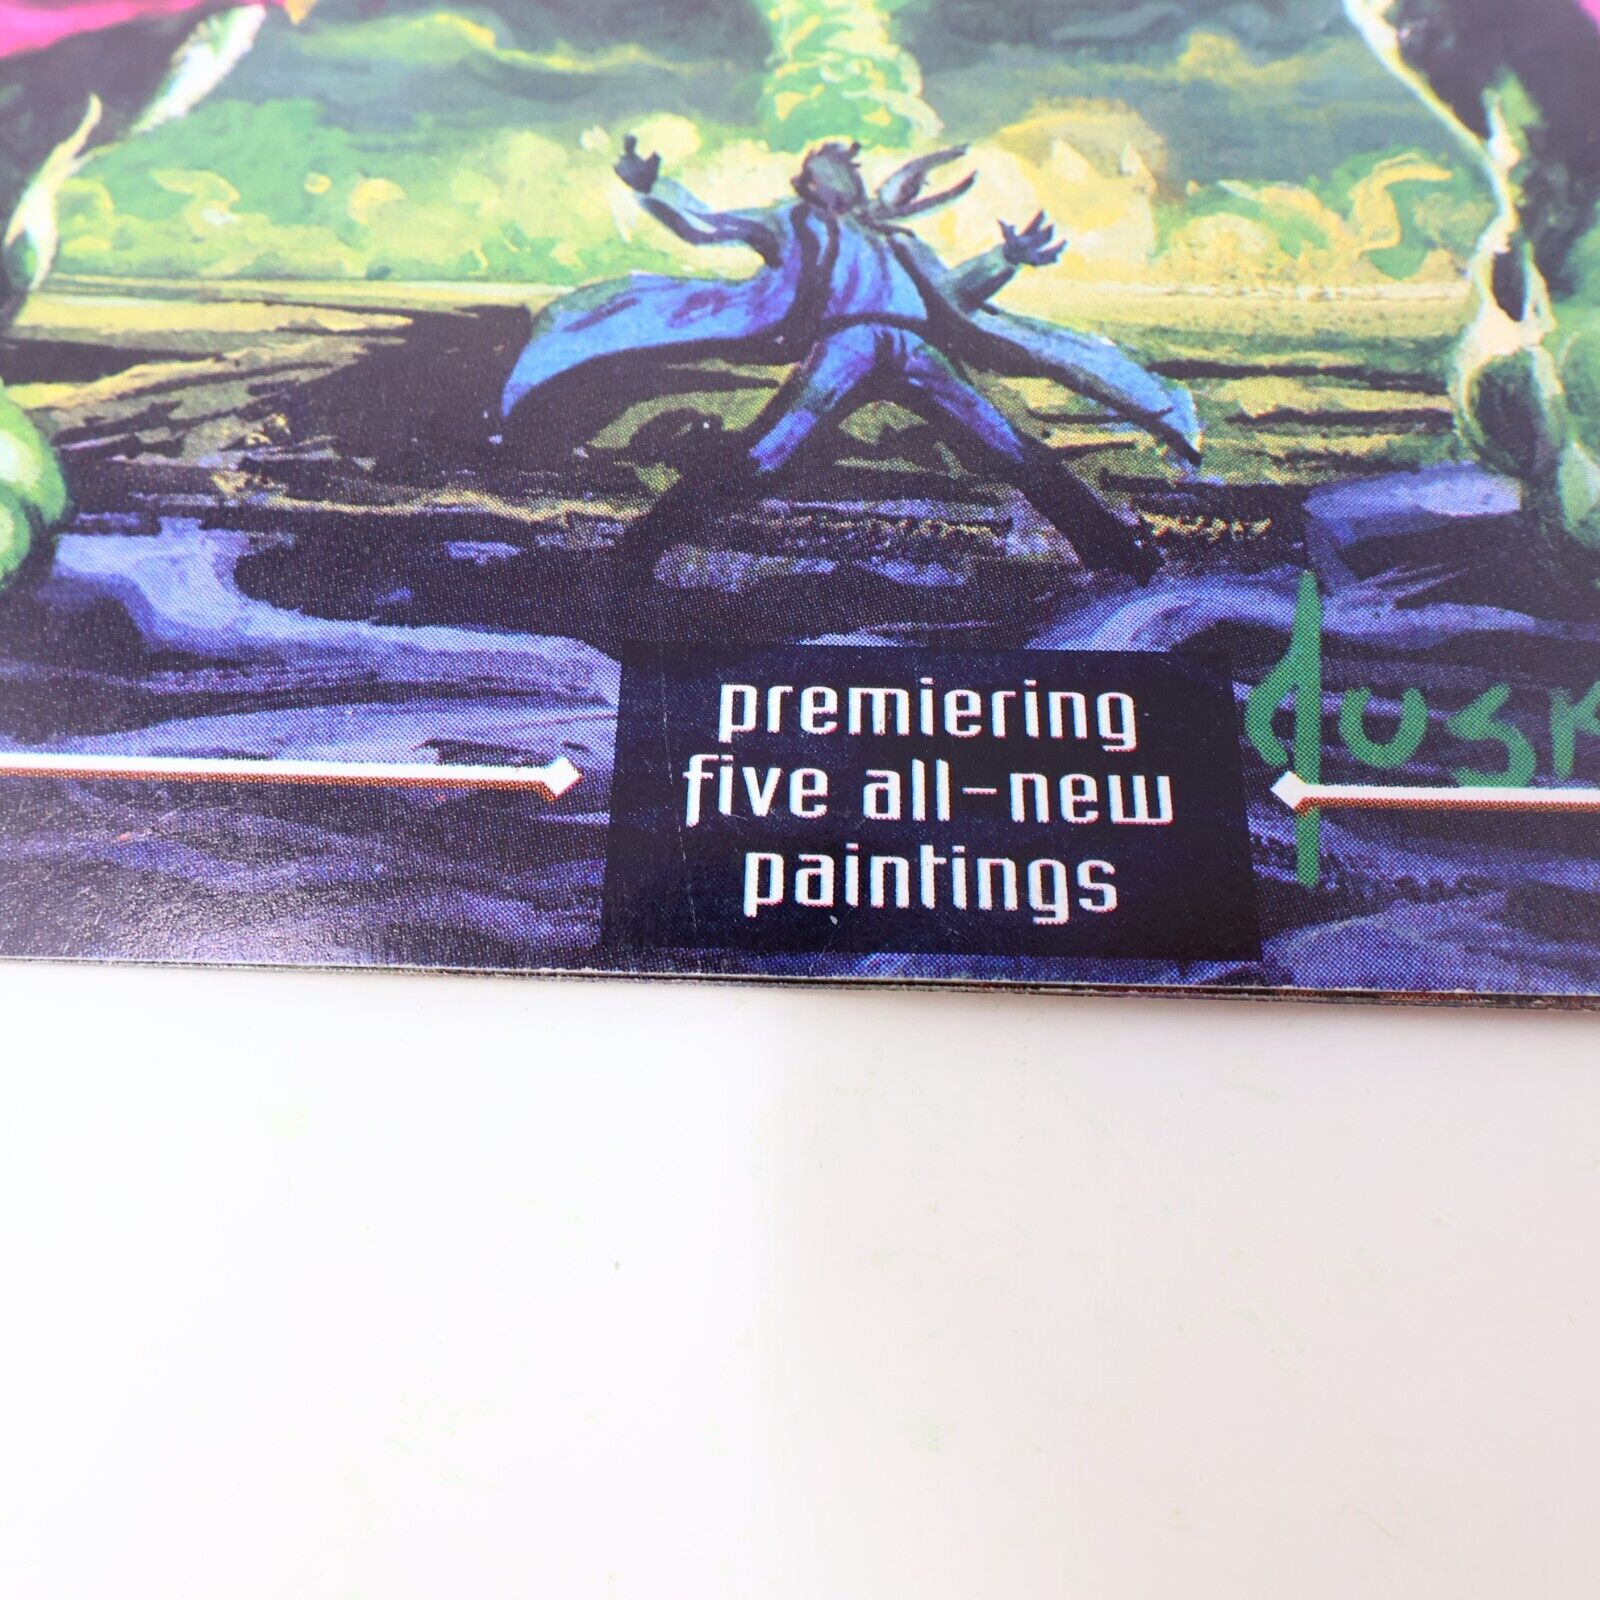 premiering
five all-new
paintings